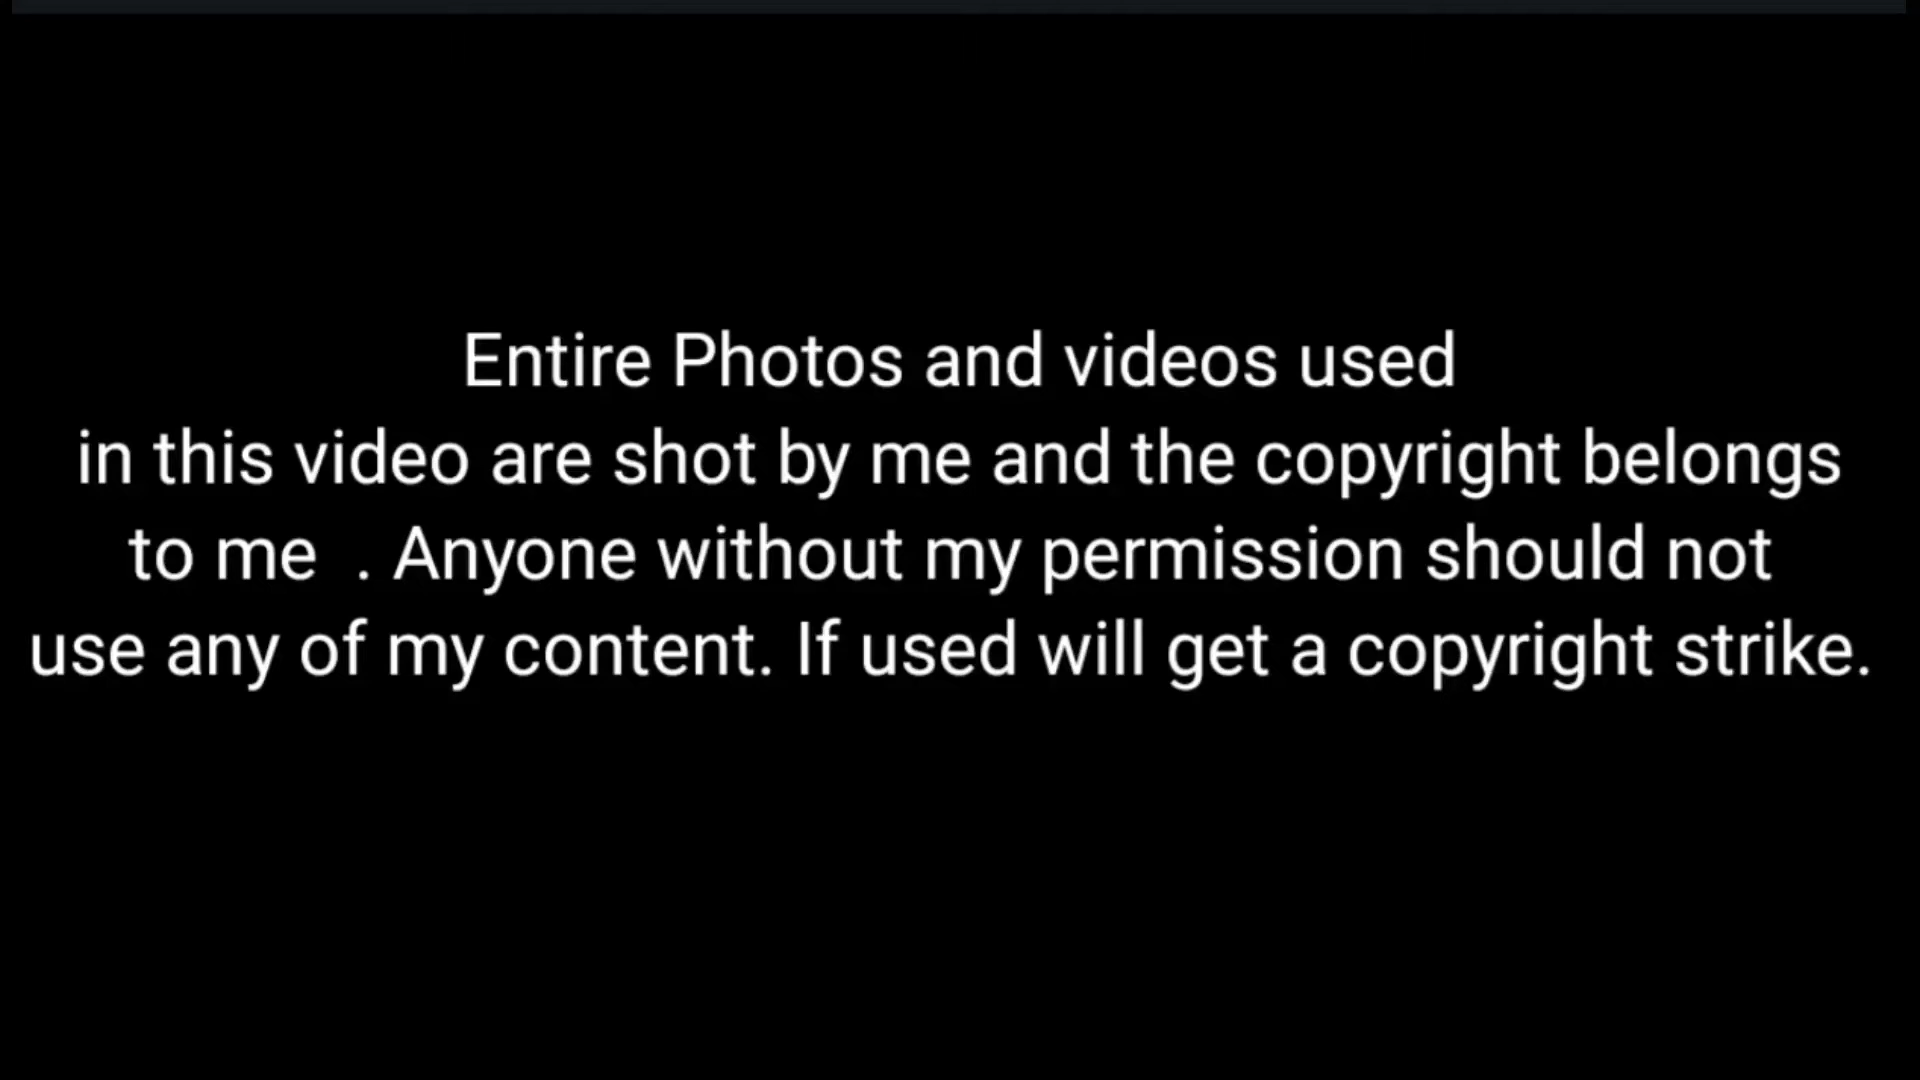 Entire Photos and videos used
in this video are shot by me and the copyright belongs
to me  . Anyone without my permission should not
use any of my content. If used will get a copyright strike.